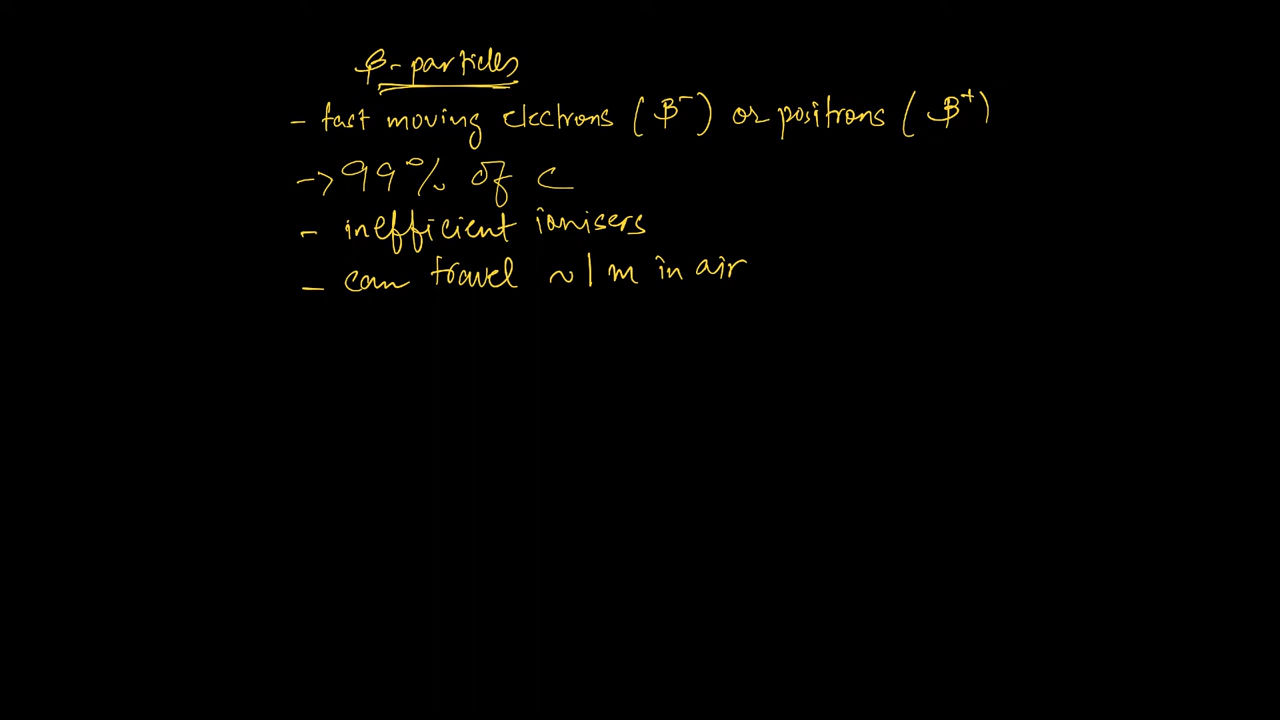 β-particles
- fast moving electrons (β⁻) or positrons (β⁺)
→ 99% of c
- inefficient ionisers
- can travel ~1 m in air